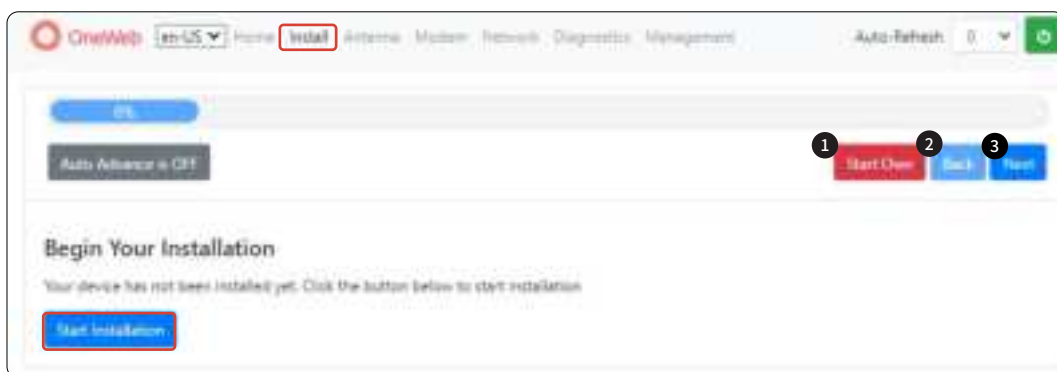 OneWeb en-US Home Install Antenna Modem Network Diagnostics Management Auto-Refresh 0
0%
1 2 3
Auto Advance is OFF Start Over Back Next
Begin Your Installation
Your device has not been installed yet. Click the button below to start installation
Start Installation